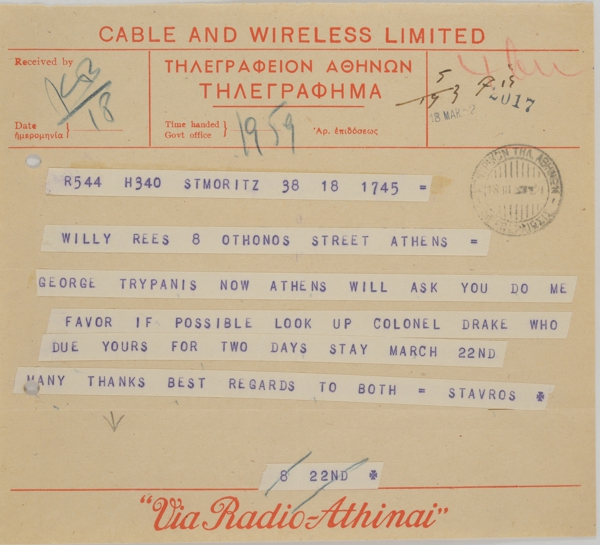 CABLE AND WIRELESS LIMITED
Received by
KB/18
ΤΗΛΕΓΡΑΦΕΙΟΝ ΑΘΗΝΩΝ
ΤΗΛΕΓΡΑΦΗΜΑ
2017
18 MAR
Date
ἡμερομηνία
Time handed
Govt office
1959
Ἀρ. ἐπιδόσεως
R544 H340 STMORITZ 38 18 1745 =
WILLY REES 8 OTHONOS STREET ATHENS =
GEORGE TRYPANIS NOW ATHENS WILL ASK YOU DO ME
FAVOR IF POSSIBLE LOOK UP COLONEL DRAKE WHO
DUE YOURS FOR TWO DAYS STAY MARCH 22ND
MANY THANKS BEST REGARDS TO BOTH = STAVROS ✠
8 22ND ✠
"Via Radio-Athinai"